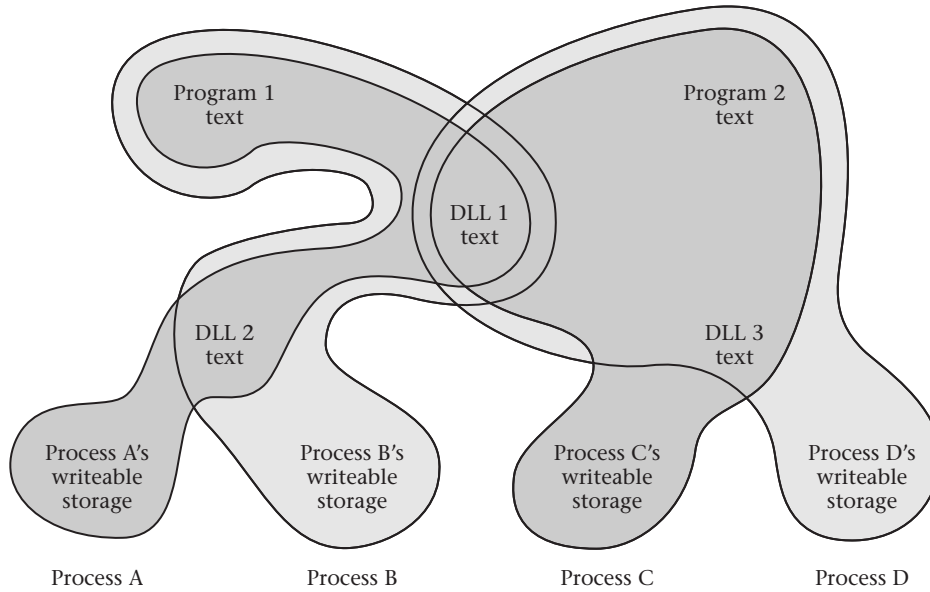 Program 1
text
Program 2
text
DLL 1
text
DLL 2
text
DLL 3
text
Process A's
writeable
storage
Process B's
writeable
storage
Process C's
writeable
storage
Process D's
writeable
storage
Process A
Process B
Process C
Process D